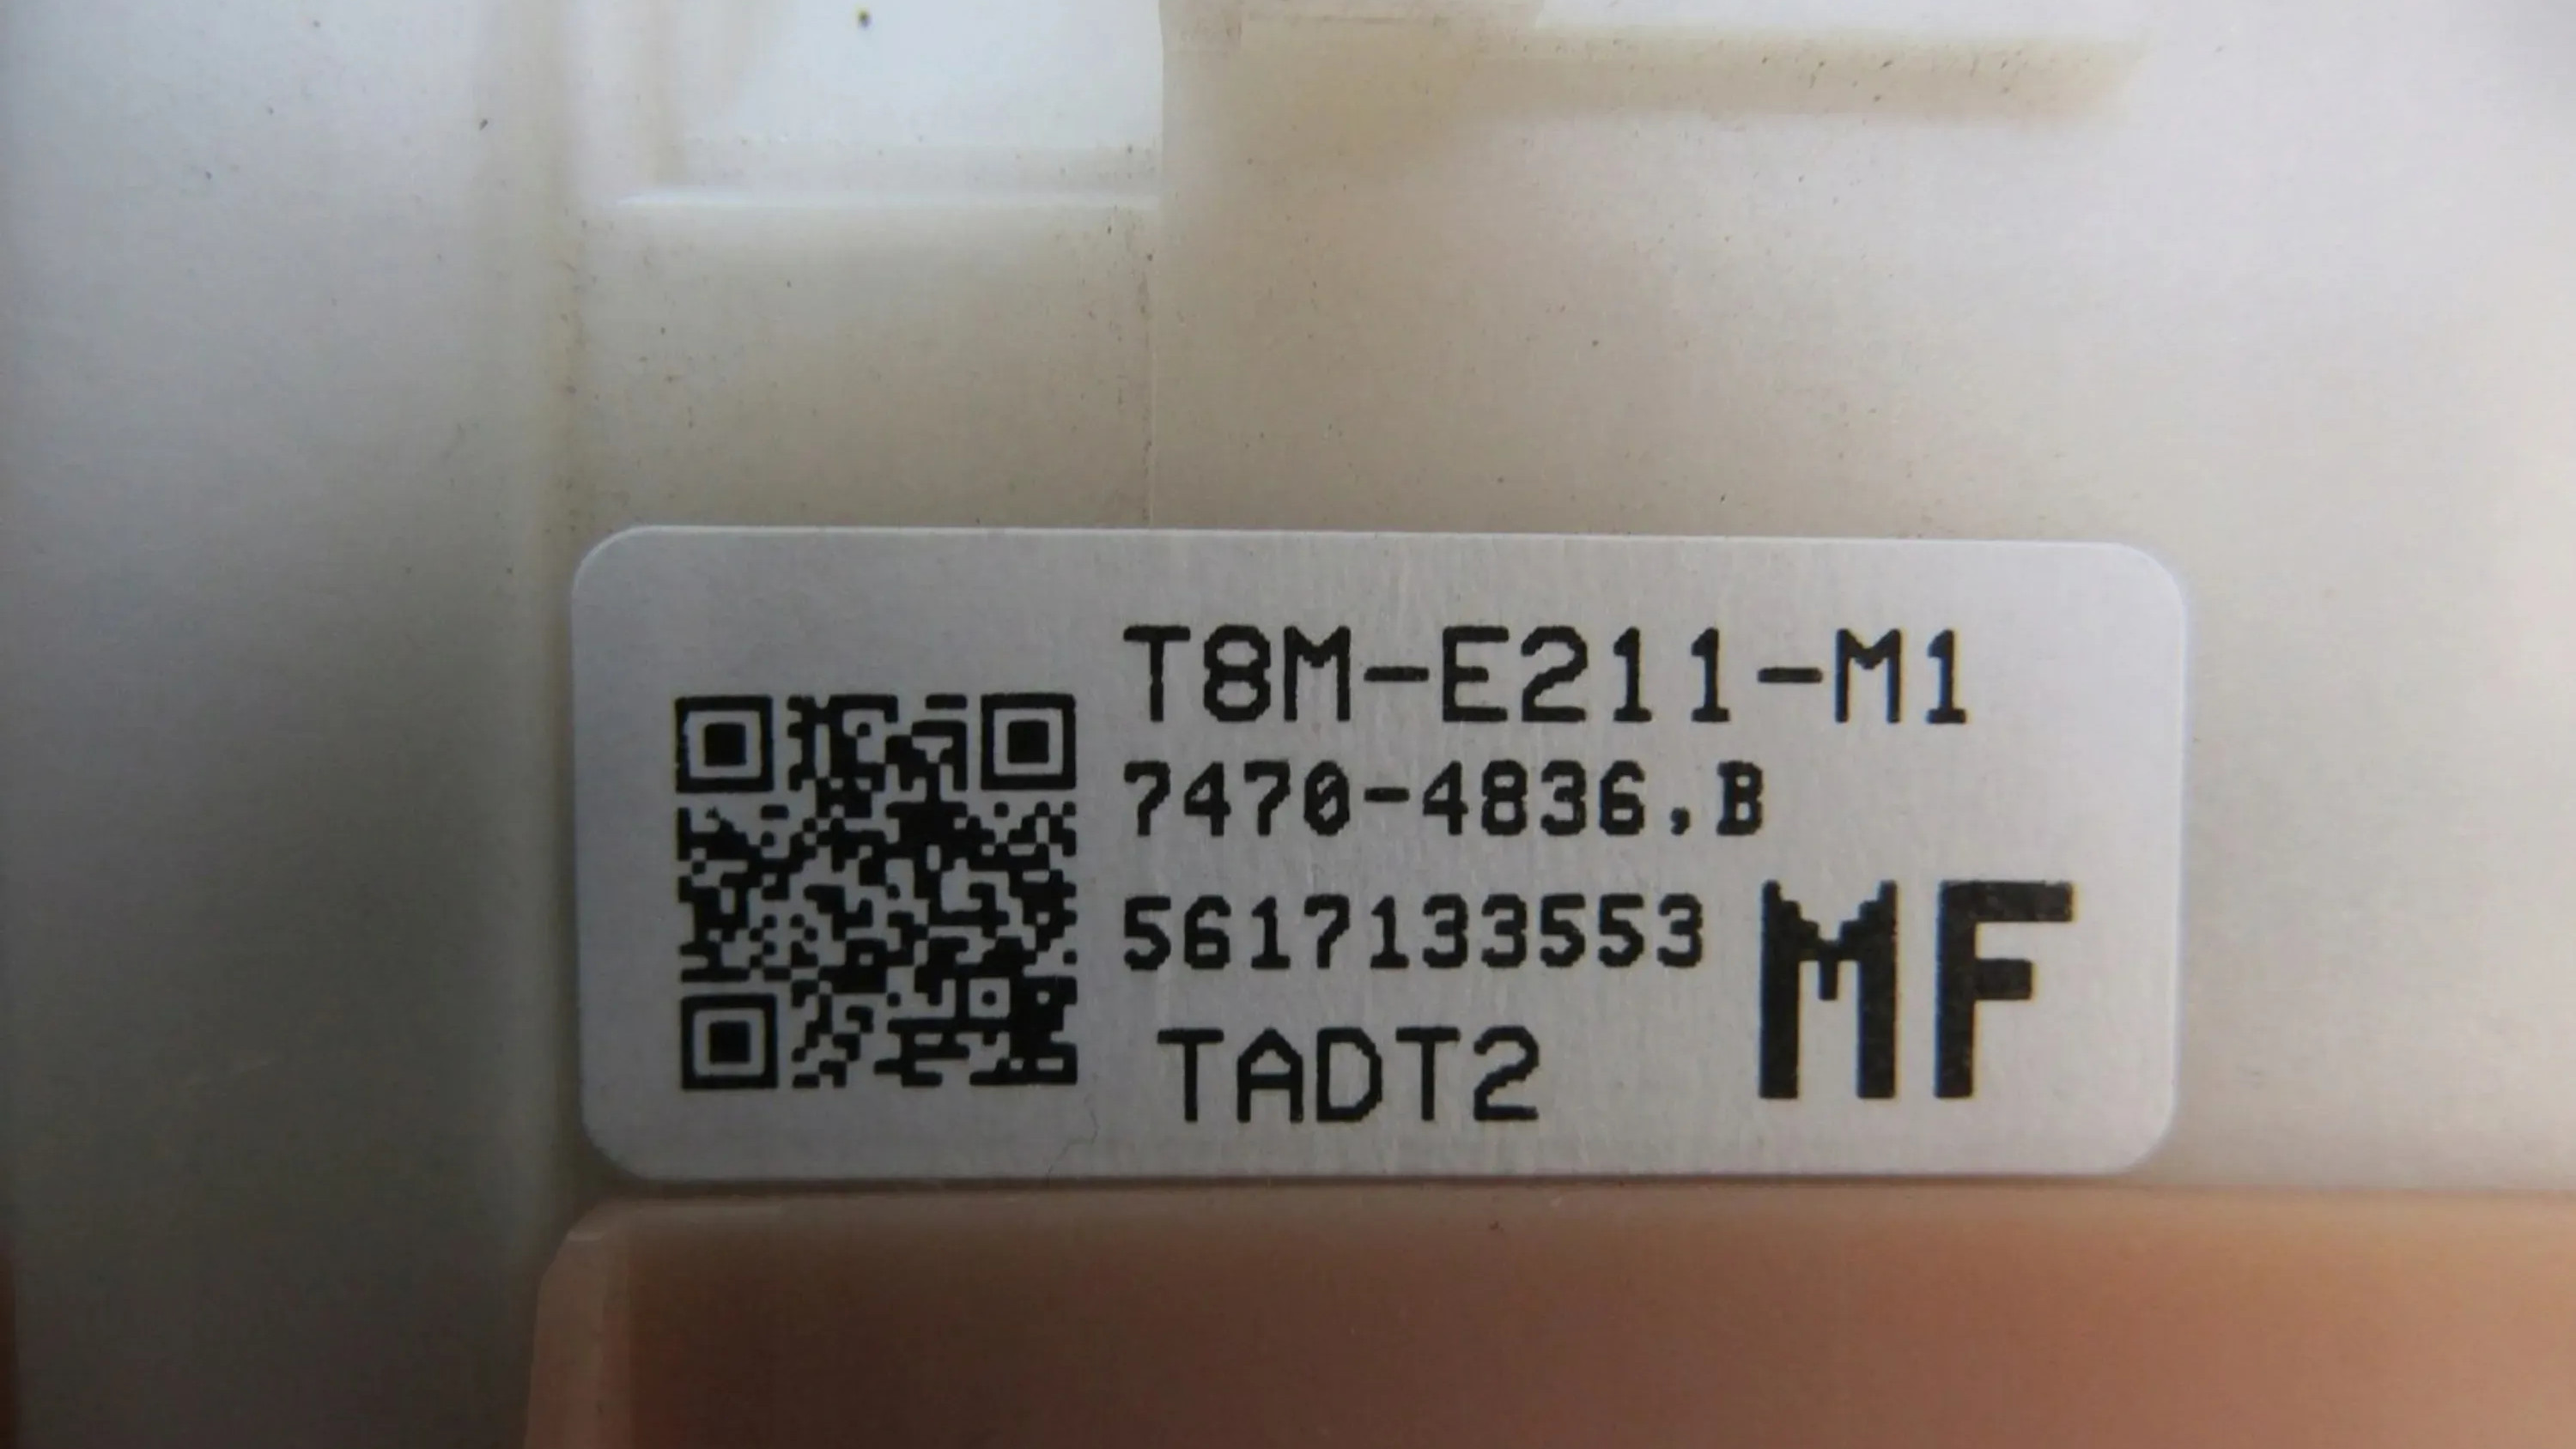 T8M-E211-M1
7470-4836,B
5617133553
MF
TADT2